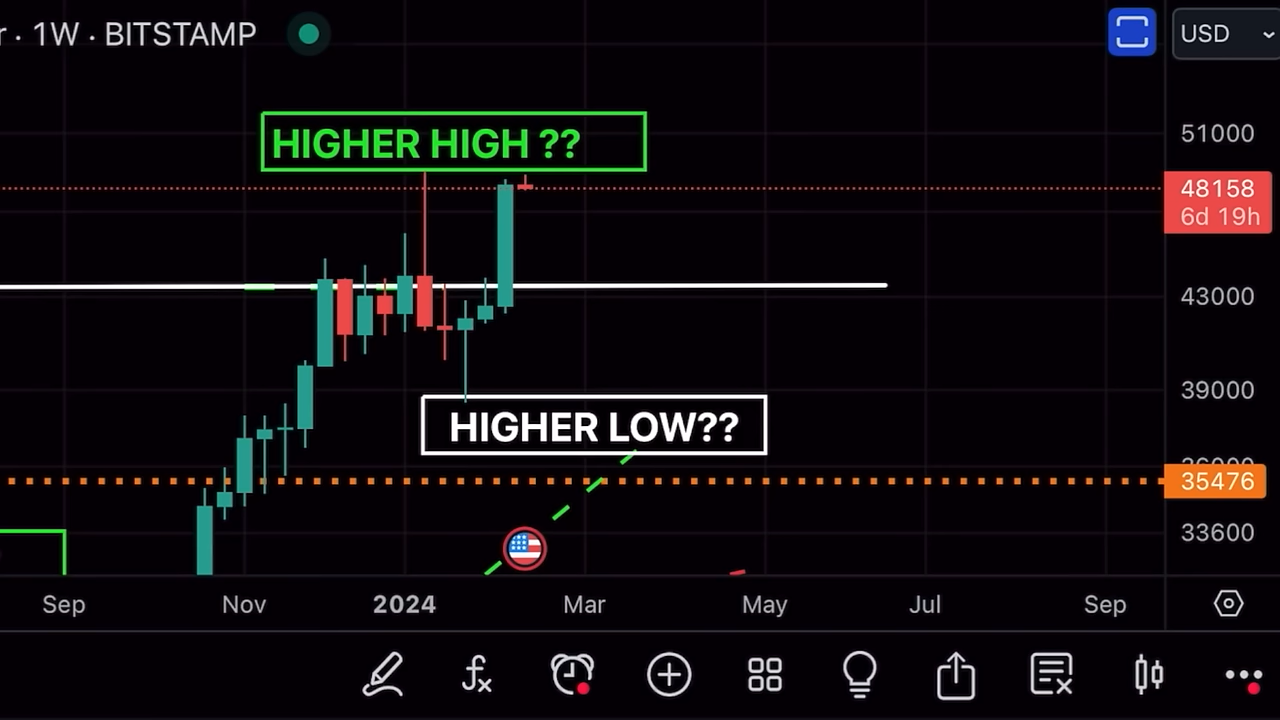 r · 1W · BITSTAMP
USD
HIGHER HIGH ??
51000
48158
6d 19h
43000
39000
HIGHER LOW??
35476
33600
Sep Nov 2024 Mar May Jul Sep